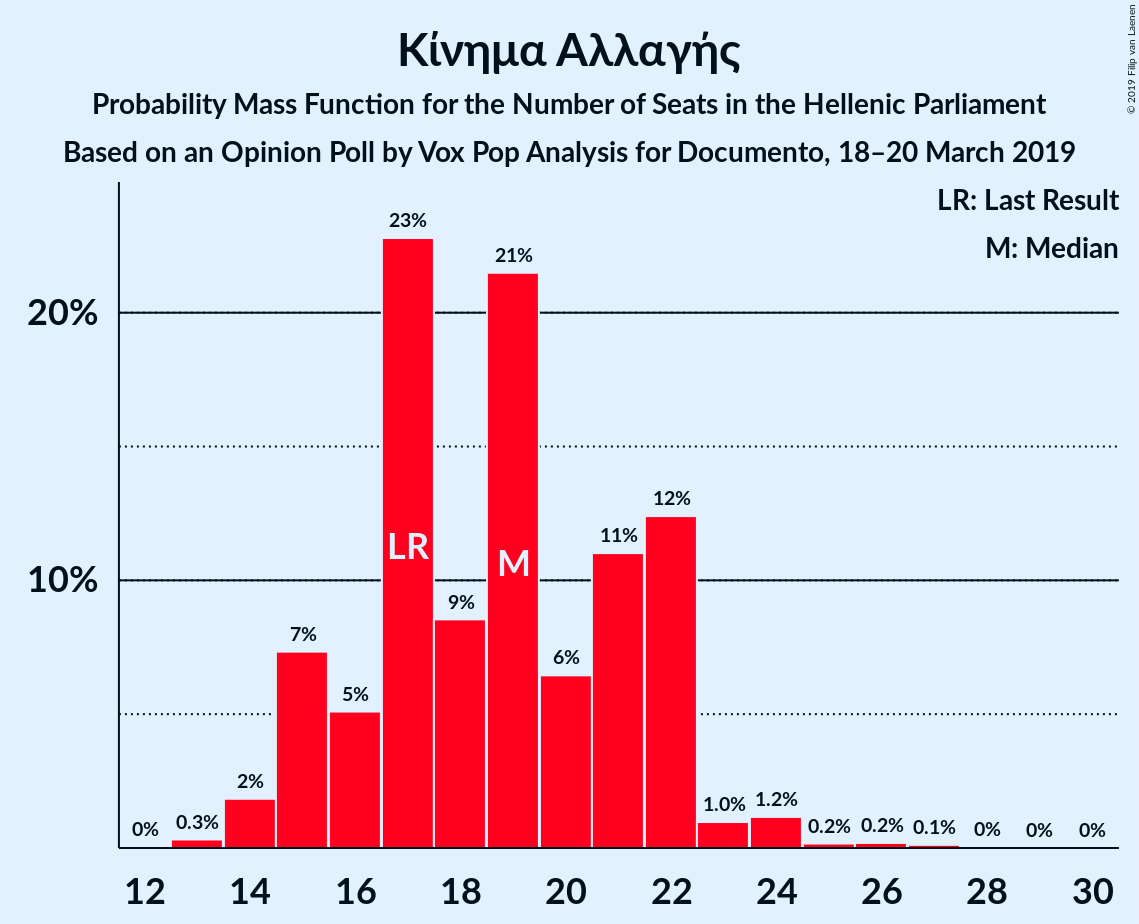 Κίνημα Αλλαγής
Probability Mass Function for the Number of Seats in the Hellenic Parliament
Based on an Opinion Poll by Vox Pop Analysis for Documento, 18–20 March 2019
© 2019 Filip van Laenen
LR: Last Result
M: Median
20%
10%
0%
0.3%
2%
7%
5%
23%
9%
21%
6%
11%
12%
1.0%
1.2%
0.2%
0.2%
0.1%
0%
0%
0%
LR
M
12 14 16 18 20 22 24 26 28 30